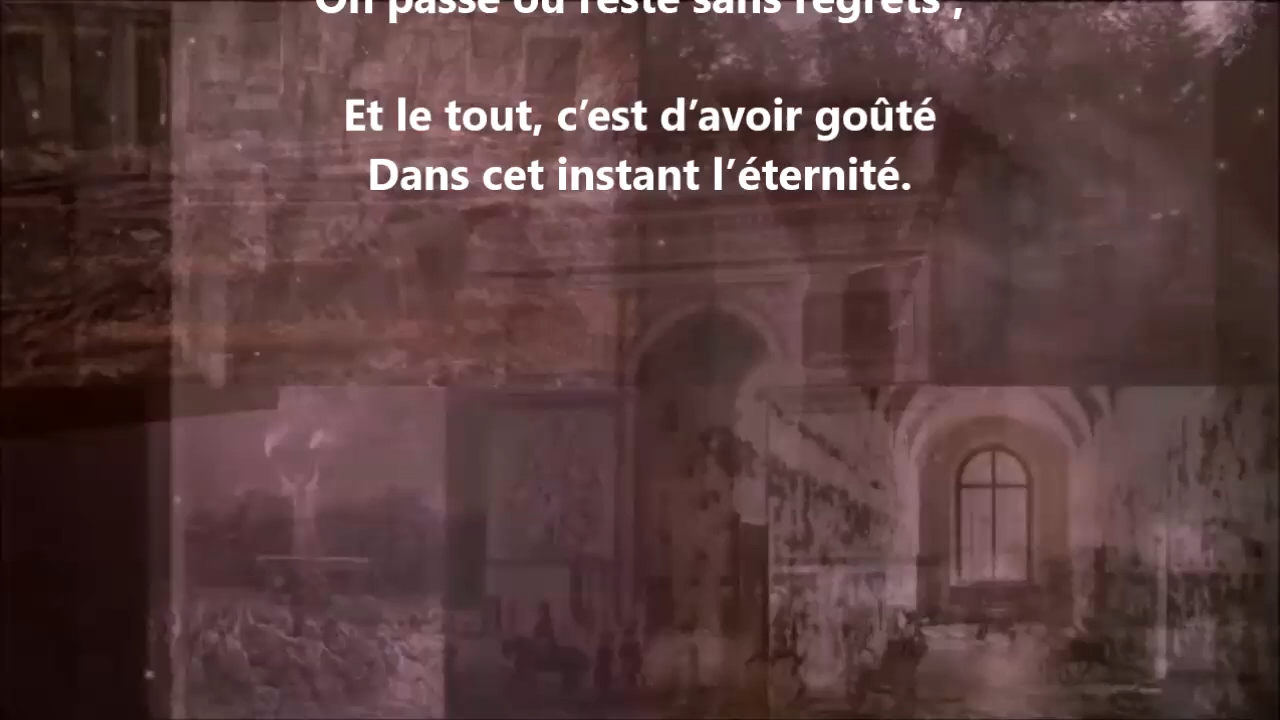 On passe ou reste sans regrets ;
Et le tout, c’est d’avoir goûté
Dans cet instant l’éternité.